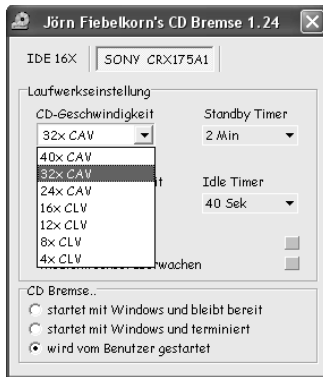 Jörn Fiebelkorn's CD Bremse 1.24
IDE 16X
SONY CRX175A1
Laufwerkseinstellung
CD-Geschwindigkeit
Standby Timer
32x CAV
2 Min
40x CAV
32x CAV
24x CAV
16x CLV
12x CLV
8x CLV
4x CLV
Idle Timer
40 Sek
CD Bremse..
startet mit Windows und bleibt bereit
startet mit Windows und terminiert
wird vom Benutzer gestartet